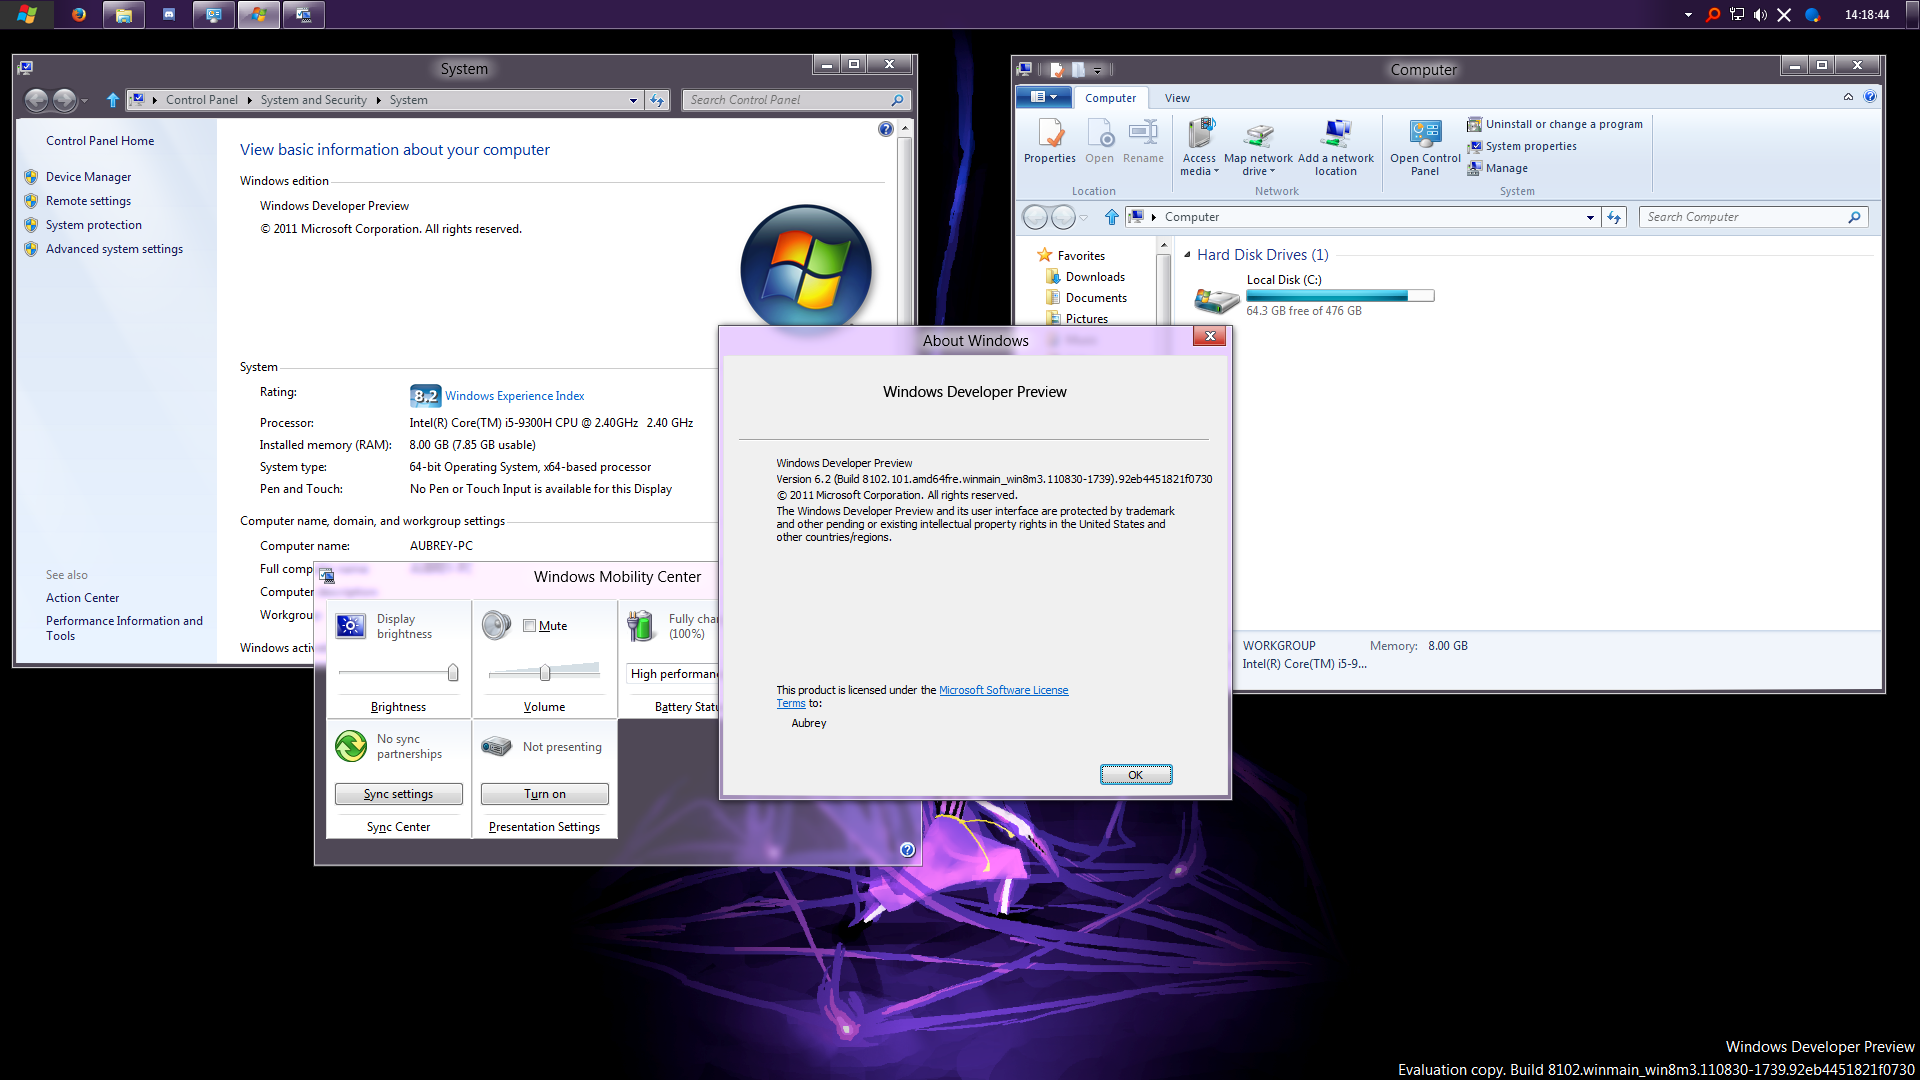 14:18:44
System
Control Panel
System and Security
System
Search Control Panel
Control Panel Home
Device Manager
Remote settings
System protection
Advanced system settings
See also
Action Center
Performance Information and
Tools
View basic information about your computer
Windows edition
Windows Developer Preview
© 2011 Microsoft Corporation. All rights reserved.
System
Rating:
8.2
Windows Experience Index
Processor:
Intel(R) Core(TM) i5-9300H CPU @ 2.40GHz 2.40 GHz
Installed memory (RAM):
8.00 GB (7.85 GB usable)
System type:
64-bit Operating System, x64-based processor
Pen and Touch:
No Pen or Touch Input is available for this Display
Computer name, domain, and workgroup settings
Computer name:
AUBREY-PC
Full comp
Computer
Workgrou
Windows activ
Computer
Computer
View
Properties
Open
Rename
Location
Access
media
Map network
drive
Add a network
location
Network
Open Control
Panel
Uninstall or change a program
System properties
Manage
System
Computer
Search Computer
Favorites
Downloads
Documents
Pictures
Hard Disk Drives (1)
Local Disk (C:)
64.3 GB free of 476 GB
WORKGROUP
Memory: 8.00 GB
Intel(R) Core(TM) i5-9...
Windows Mobility Center
Display
brightness
Brightness
Mute
Volume
Fully char
(100%)
High performan
Battery Statu
No sync
partnerships
Sync settings
Sync Center
Not presenting
Turn on
Presentation Settings
About Windows
Windows Developer Preview
Windows Developer Preview
Version 6.2 (Build 8102.101.amd64fre.winmain_win8m3.110830-1739).92eb4451821f0730
© 2011 Microsoft Corporation. All rights reserved.
The Windows Developer Preview and its user interface are protected by trademark
and other pending or existing intellectual property rights in the United States and
other countries/regions.
This product is licensed under the Microsoft Software License
Terms to:
Aubrey
OK
Windows Developer Preview
Evaluation copy. Build 8102.winmain_win8m3.110830-1739.92eb4451821f0730